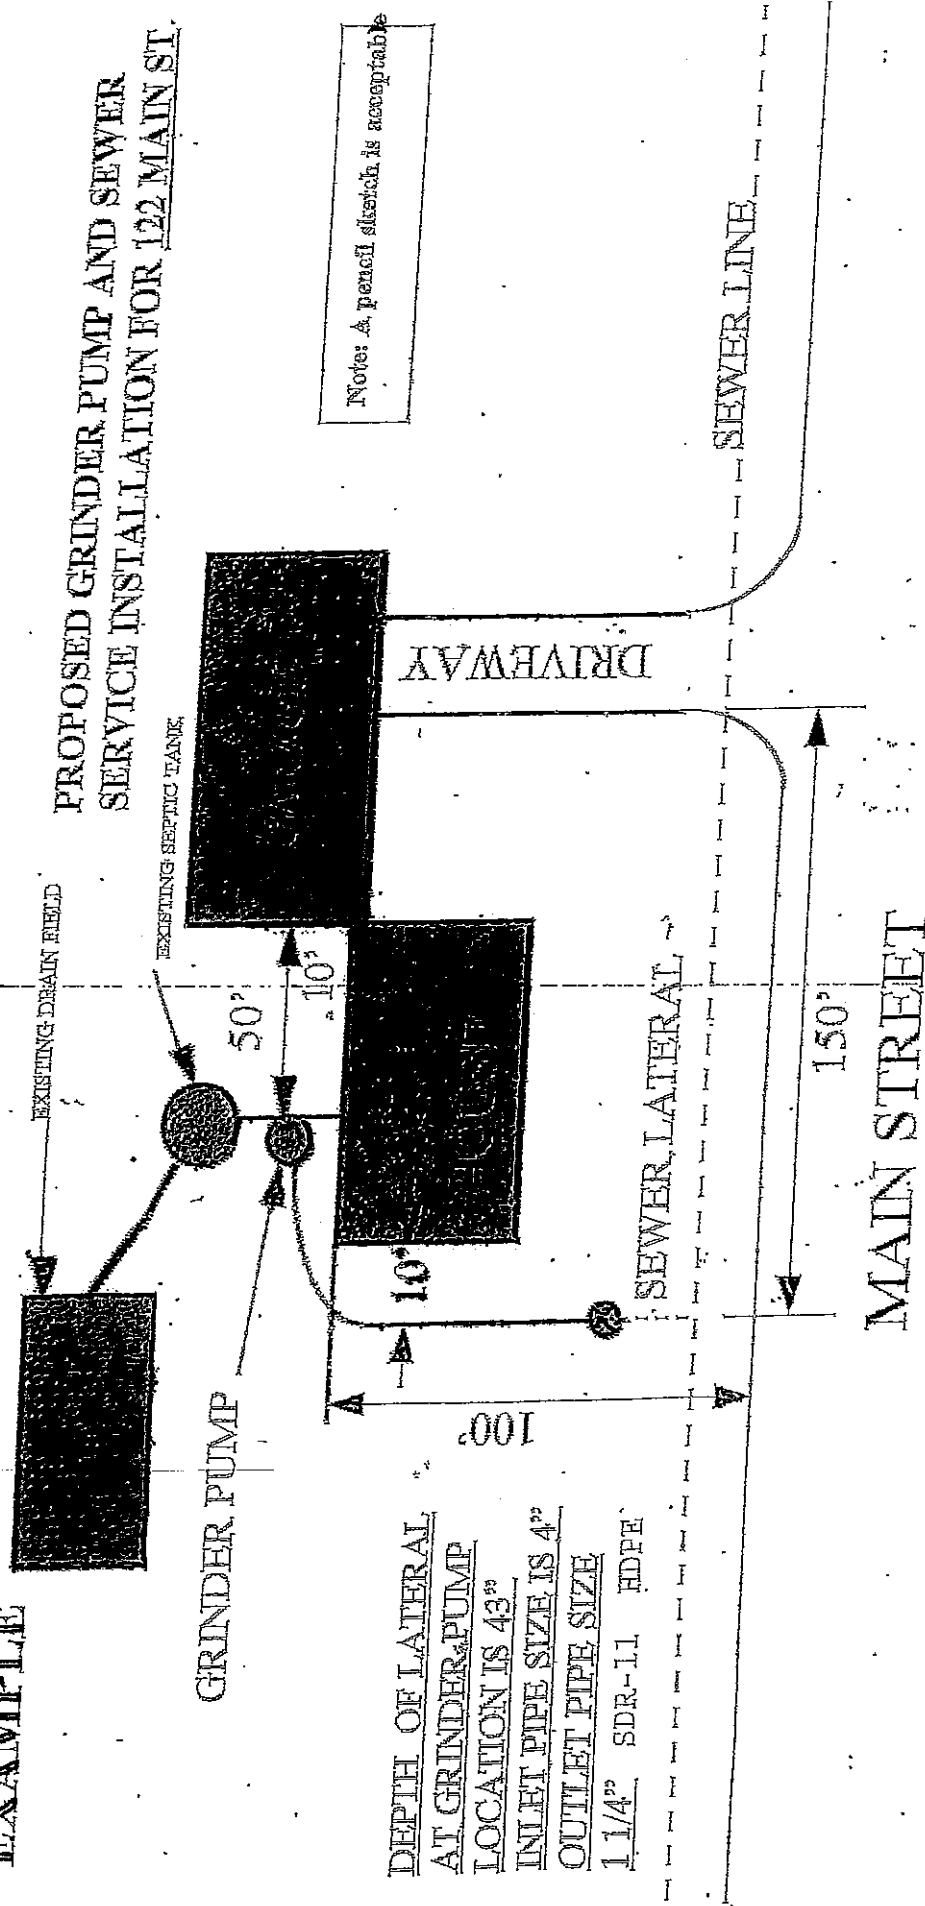 EXAMPLE
PROPOSED GRINDER PUMP AND SEWER
SERVICE INSTALLATION FOR 122 MAIN ST.
EXISTING DRAIN FIELD
EXISTING SEPTIC TANK
Note: A pencil sketch is acceptable
GRINDER PUMP
50'
10'
HOUSE
10'
DRIVEWAY
100'
DEPTH OF LATERAL
AT GRINDER PUMP
LOCATION IS 43"
INLET PIPE SIZE IS 4"
OUTLET PIPE SIZE
1 1/4" SDR-11 HDPE
SEWER LATERAL
SEWER LINE
150'
MAIN STREET